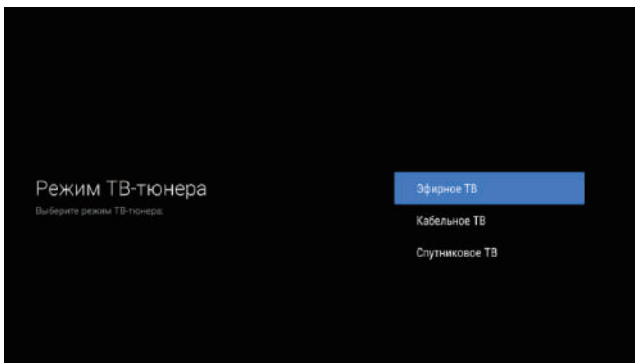 Режим ТВ-тюнера
Выберите режим ТВ-тюнера:
Эфирное ТВ
Кабельное ТВ
Спутниковое ТВ